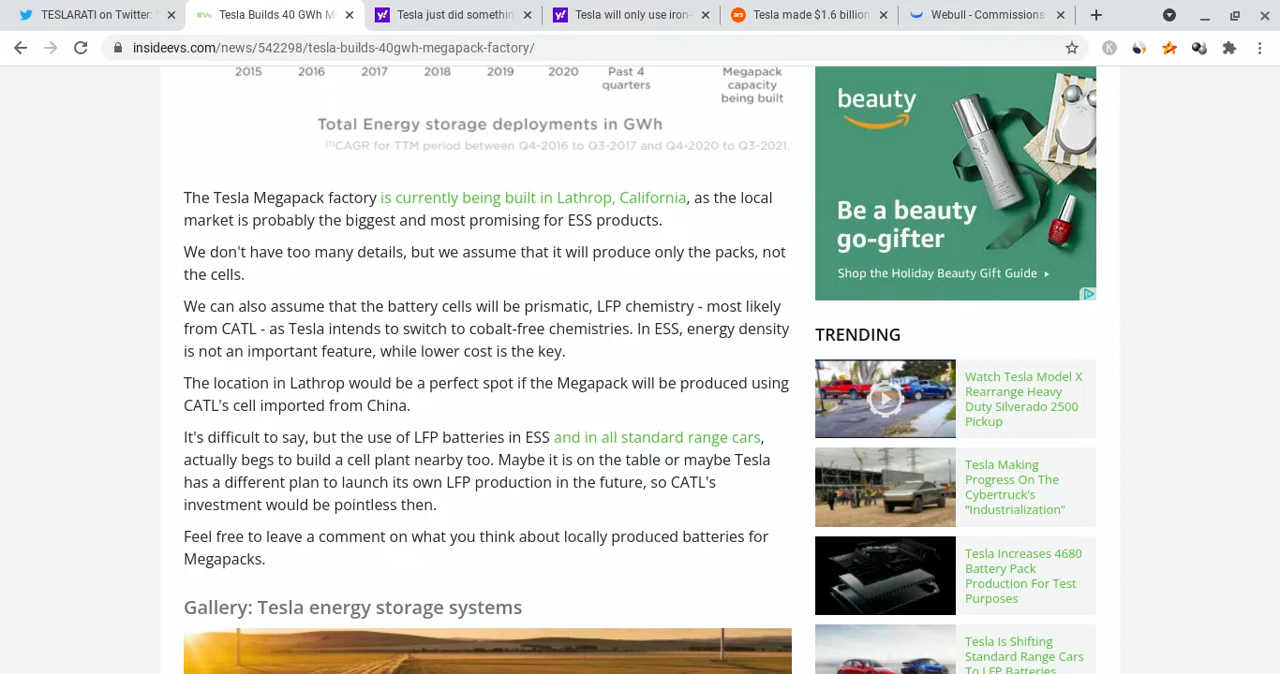 TESLARATI on Twitter:
Tesla Builds 40 GWh M
Tesla just did somethin
Tesla will only use iron-
Tesla made $1.6 billion
Webull - Commissions
insideevs.com/news/542298/tesla-builds-40gwh-megapack-factory/
2015 2016 2017 2018 2019 2020 Past 4 Megapack
quarters capacity
being built
Total Energy storage deployments in GWh
(1)CAGR for TTM period between Q4-2016 to Q3-2017 and Q4-2020 to Q3-2021.
The Tesla Megapack factory is currently being built in Lathrop, California, as the local
market is probably the biggest and most promising for ESS products.
We don't have too many details, but we assume that it will produce only the packs, not
the cells.
We can also assume that the battery cells will be prismatic, LFP chemistry - most likely
from CATL - as Tesla intends to switch to cobalt-free chemistries. In ESS, energy density
is not an important feature, while lower cost is the key.
The location in Lathrop would be a perfect spot if the Megapack will be produced using
CATL's cell imported from China.
It's difficult to say, but the use of LFP batteries in ESS and in all standard range cars,
actually begs to build a cell plant nearby too. Maybe it is on the table or maybe Tesla
has a different plan to launch its own LFP production in the future, so CATL's
investment would be pointless then.
Feel free to leave a comment on what you think about locally produced batteries for
Megapacks.
Gallery: Tesla energy storage systems
beauty
Be a beauty
go-gifter
Shop the Holiday Beauty Gift Guide
TRENDING
Watch Tesla Model X
Rearrange Heavy
Duty Silverado 2500
Pickup
Tesla Making
Progress On The
Cybertruck's
"Industrialization"
Tesla Increases 4680
Battery Pack
Production For Test
Purposes
Tesla Is Shifting
Standard Range Cars
To LFP Batteries